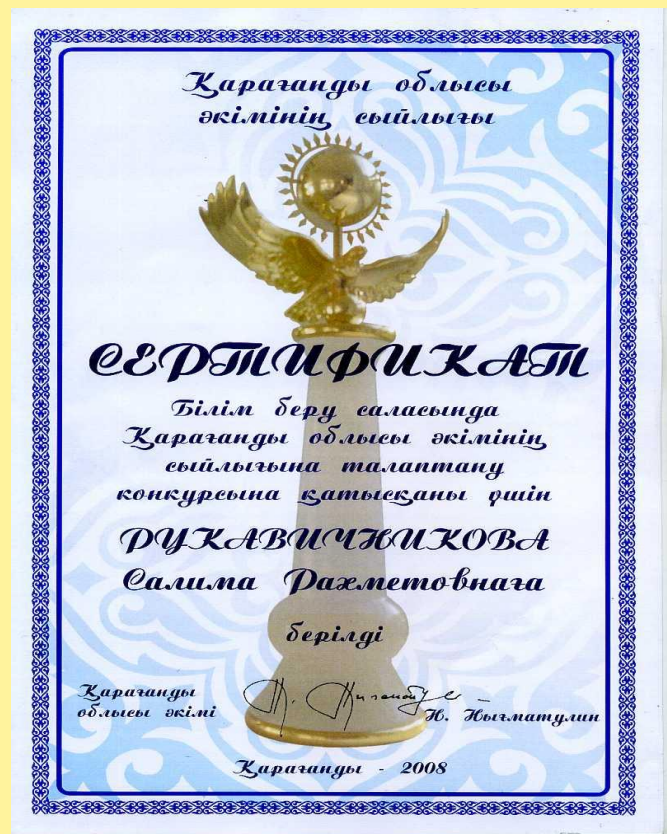 Қарағанды облысы
әкімінің сыйлығы
СЕРТИФИКАТ
Білім беру саласында
Қарағанды облысы әкімінің
сыйлығына талаптану
конкурсына қатысқаны үшін
РУКАВИЧНИКОВА
Салима Рахметовнаға
берілді
Қарағанды
облысы әкімі
Н. Нығматулин
Қарағанды - 2008